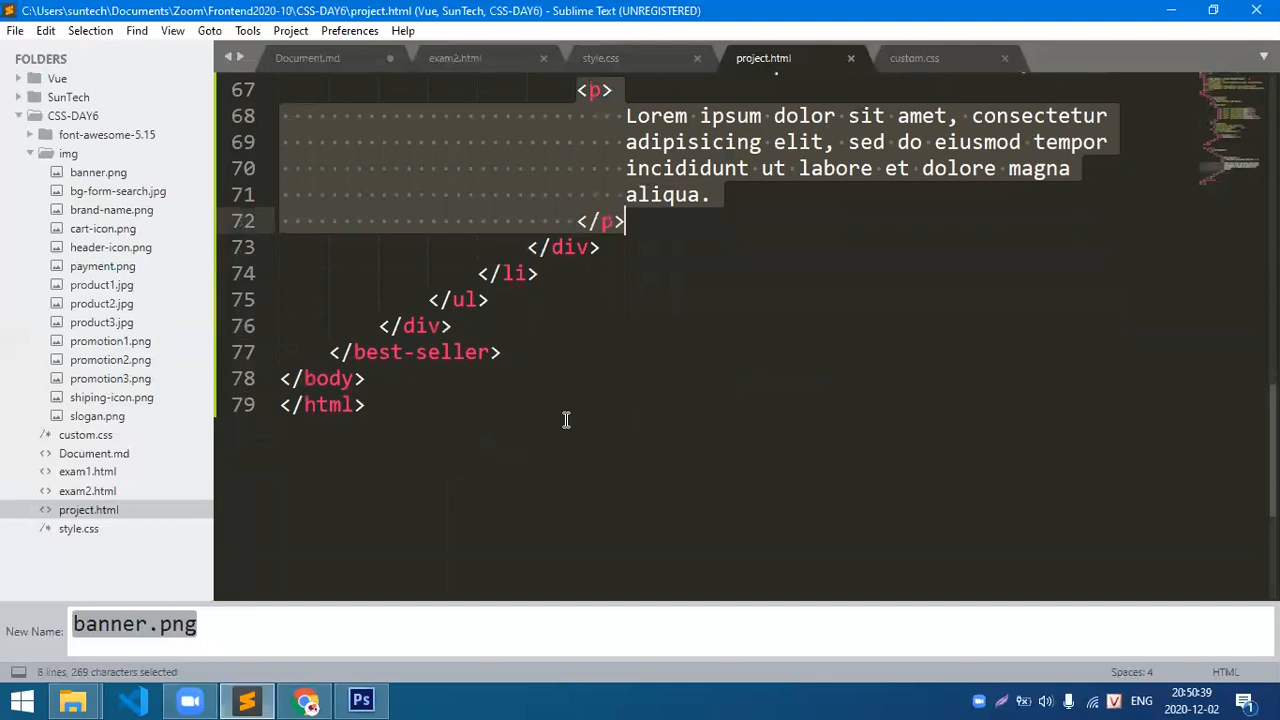 C:\Users\suntech\Documents\Zoom\Frontend2020-10\CSS-DAY6\project.html (Vue, SunTech, CSS-DAY6) - Sublime Text (UNREGISTERED)
File Edit Selection Find View Goto Tools Project Preferences Help
FOLDERS
Vue
SunTech
CSS-DAY6
font-awesome-5.15
img
banner.png
bg-form-search.jpg
brand-name.png
cart-icon.png
header-icon.png
payment.png
product1.jpg
product2.jpg
product3.jpg
promotion1.png
promotion2.png
promotion3.png
shiping-icon.png
slogan.png
custom.css
Document.md
exam1.html
exam2.html
project.html
style.css
Document.md exam2.html style.css project.html custom.css
67 <p>
68 Lorem ipsum dolor sit amet, consectetur
69 adipisicing elit, sed do eiusmod tempor
70 incididunt ut labore et dolore magna
71 aliqua.
72 </p>
73 </div>
74 </li>
75 </ul>
76 </div>
77 </best-seller>
78 </body>
79 </html>
New Name: banner.png
8 lines, 269 characters selected
Spaces: 4 HTML
Ps
V ENG
20:50:39
2020-12-02
1